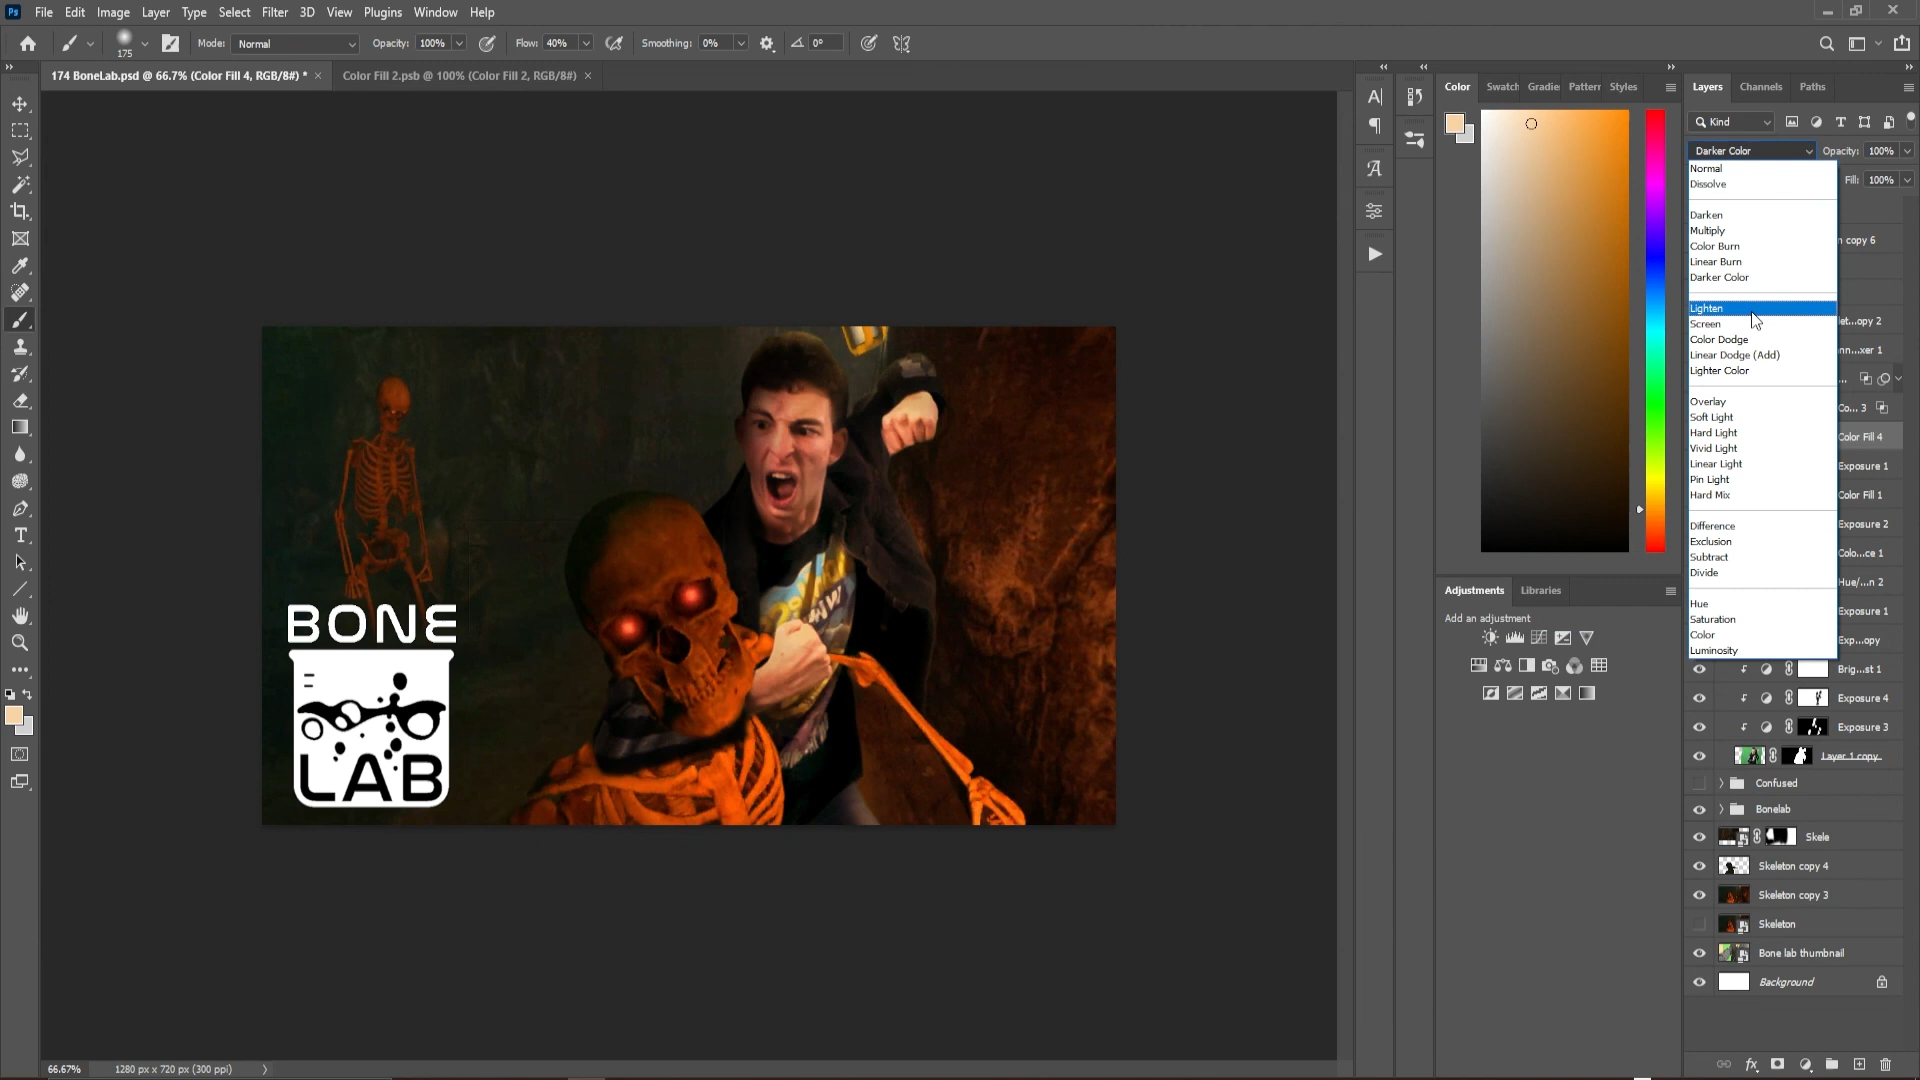 Ps File Edit Image Layer Type Select Filter 3D View Plugins Window Help
175 Mode: Normal Opacity: 100% Flow: 40% Smoothing: 0% 0°
174 BoneLab.psd @ 66.7% (Color Fill 4, RGB/8#) * × Color Fill 2.psb @ 100% (Color Fill 2, RGB/8#) ×
Color Swatch Gradie Pattern Styles
Layers Channels Paths
Kind
Darker Color Opacity: 100%
Fill: 100%
Normal
Dissolve
Darken
Multiply
Color Burn
Linear Burn
Darker Color
Lighten
Screen
Color Dodge
Linear Dodge (Add)
Lighter Color
Overlay
Soft Light
Hard Light
Vivid Light
Linear Light
Pin Light
Hard Mix
Difference
Exclusion
Subtract
Divide
Hue
Saturation
Color
Luminosity
n copy 6
let...opy 2
nn...xer 1
...
Co... 3
Color Fill 4
Exposure 1
Color Fill 1
Exposure 2
Colo...ce 1
Hue/...n 2
Exposure 1
Exp...opy
Brig...st 1
Exposure 4
Exposure 3
Layer 1 copy
Confused
Bonelab
Skele
Skeleton copy 4
Skeleton copy 3
Skeleton
Bone lab thumbnail
Background
Adjustments Libraries
Add an adjustment
BONE
LAB
66.67% 1280 px x 720 px (300 ppi)